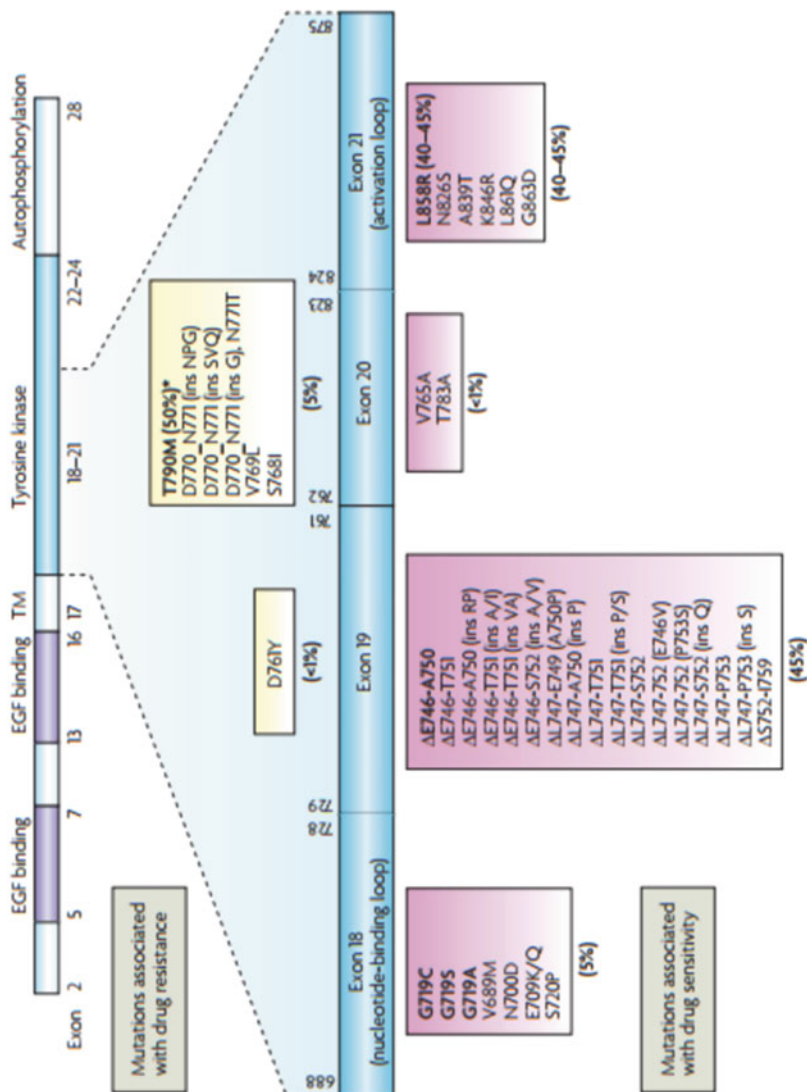 EGF binding
EGF binding
TM
Tyrosine kinase
Autophosphorylation
Exon
2
5
7
13
16
17
18–21
22–24
28
Mutations associated
with drug resistance
D761Y
(<1%)
T790M (50%)*
D770_N771 (ins NPG)
D770_N771 (ins SVQ)
D770_N771 (ins G), N771T
V769L
S768I
(5%)
688
728
729
761
762
823
824
875
Exon 18
(nucleotide-binding loop)
Exon 19
Exon 20
Exon 21
(activation loop)
G719C
G719S
G719A
V689M
N700D
E709K/Q
S720P
(5%)
ΔE746-A750
ΔE746-T751
ΔE746-A750 (ins RP)
ΔE746-T751 (ins A/I)
ΔE746-T751 (ins VA)
ΔE746-S752 (ins A/V)
ΔL747-E749 (A750P)
ΔL747-A750 (ins P)
ΔL747-T751
ΔL747-T751 (ins P/S)
ΔL747-S752
ΔL747-752 (E746V)
ΔL747-752 (P753S)
ΔL747-S752 (ins Q)
ΔL747-P753
ΔL747-P753 (ins S)
ΔS752-I759
(45%)
V765A
T783A
(<1%)
L858R (40–45%)
N826S
A839T
K846R
L861Q
G863D
(40–45%)
Mutations associated
with drug sensitivity